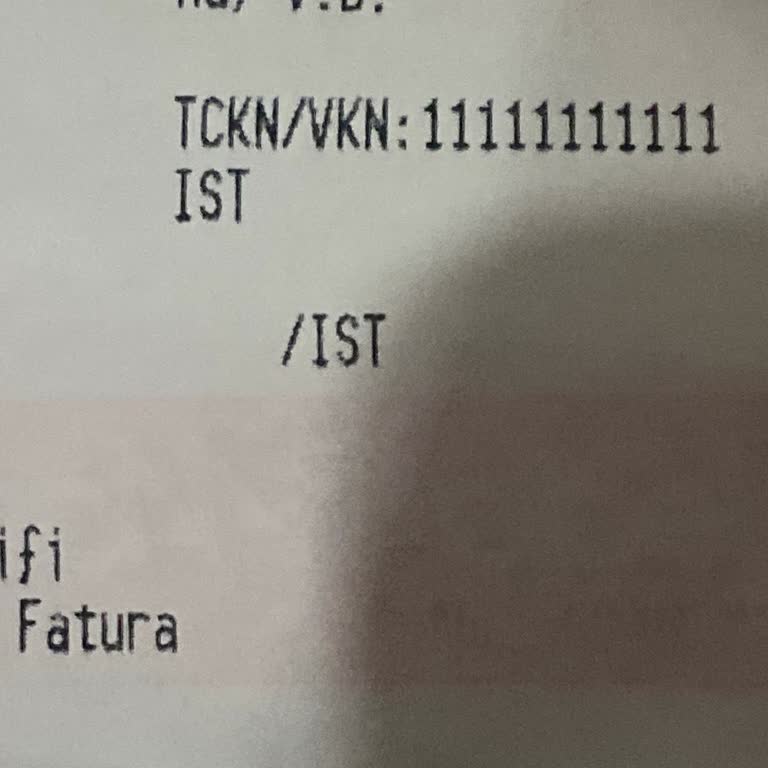 V.D.
TCKN/VKN:11111111111
IST
/IST
ifi
Fatura